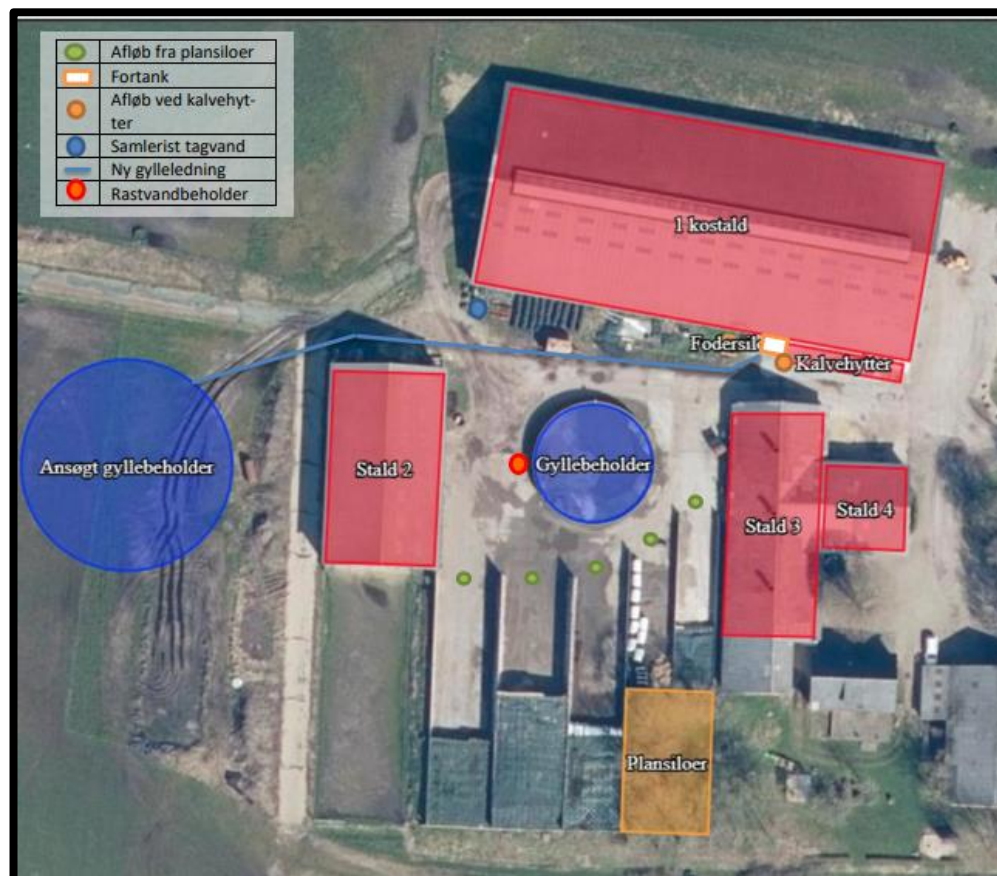 Afløb fra plansiloer
Fortank
Afløb ved kalvehyt-
ter
Samlerist tagvand
Ny gylleledning
Rastvandbeholder
1 kostald
Kalvehytter
Ansøgt gyllebeholder
Stald 2
Gyllebeholder
Stald 3
Stald 4
Plansiloer